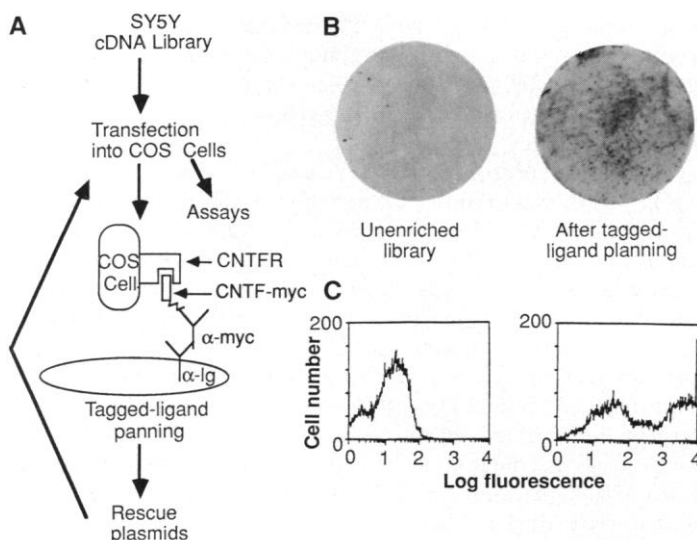 A
SY5Y
cDNA Library
Transfection
into COS Cells
Assays
COS
Cell
CNTFR
CNTF-myc
α-myc
α-Ig
Tagged-ligand
panning
Rescue
plasmids
B
Unenriched
library
After tagged-
ligand planning
C
Cell number
200
0
0 1 2 3 4
200
0
0 1 2 3 4
Log fluorescence